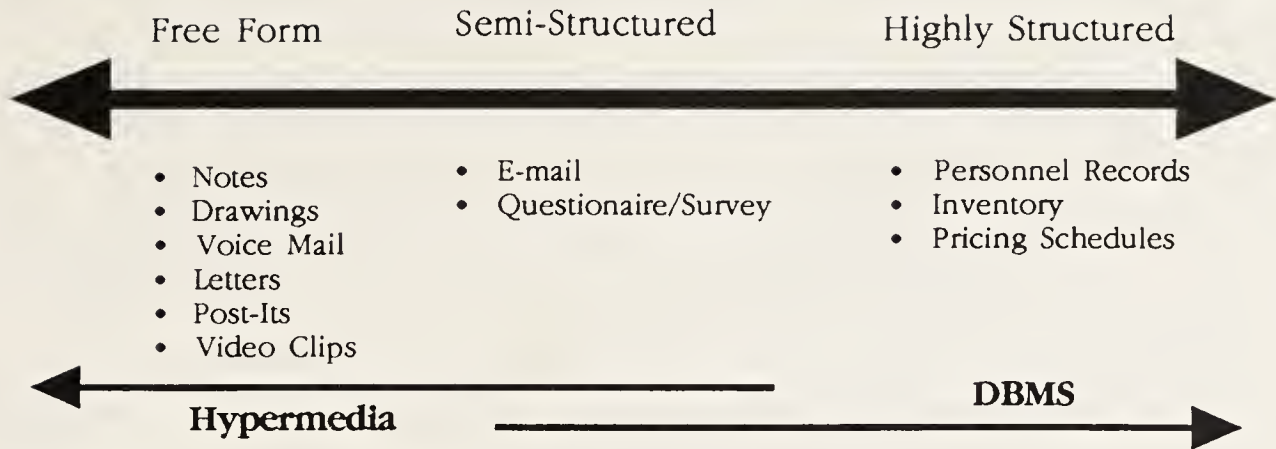 Free Form
Semi-Structured
Highly Structured
• Notes
• Drawings
• Voice Mail
• Letters
• Post-Its
• Video Clips
• E-mail
• Questionaire/Survey
• Personnel Records
• Inventory
• Pricing Schedules
Hypermedia
DBMS